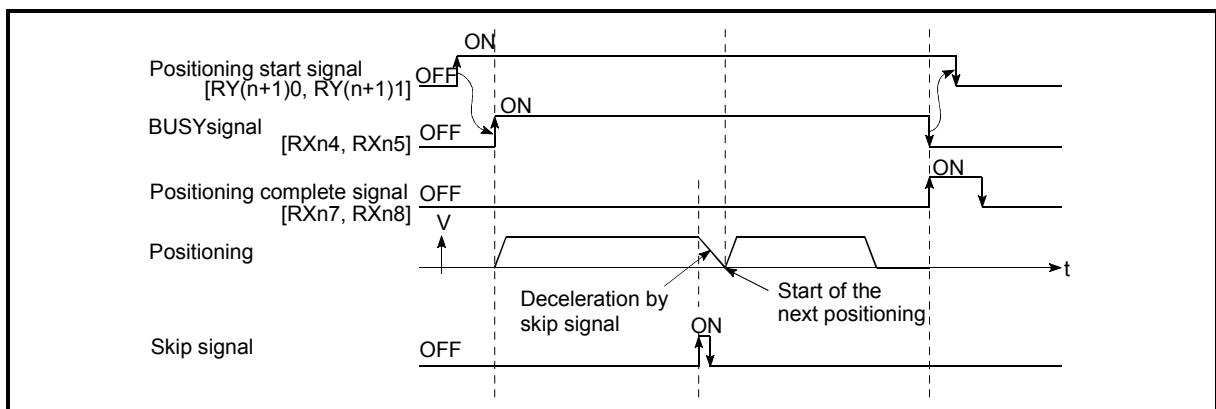 ON
Positioning start signal
[RY(n+1)0, RY(n+1)1]
OFF
ON
BUSYsignal
[RXn4, RXn5]
OFF
ON
Positioning complete signal
[RXn7, RXn8]
OFF
V
Positioning
t
Deceleration by
skip signal
Start of the
next positioning
ON
Skip signal
OFF